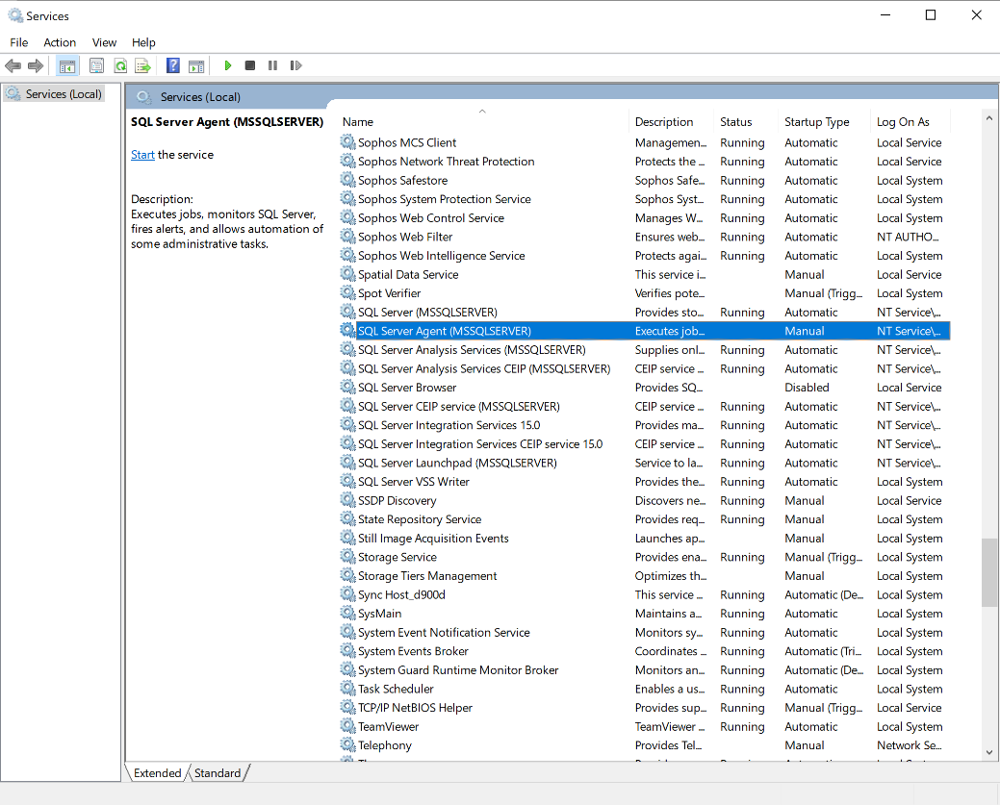 Services
File Action View Help
Services (Local)
Services (Local)
SQL Server Agent (MSSQLSERVER)
Start the service
Description:
Executes jobs, monitors SQL Server,
fires alerts, and allows automation of
some administrative tasks.
Name Description Status Startup Type Log On As
Sophos MCS Client Managemen... Running Automatic Local Service
Sophos Network Threat Protection Protects the ... Running Automatic Local Service
Sophos Safestore Sophos Safe... Running Automatic Local System
Sophos System Protection Service Sophos Syst... Running Automatic Local Service
Sophos Web Control Service Manages W... Running Automatic Local System
Sophos Web Filter Ensures web... Running Automatic NT AUTHO...
Sophos Web Intelligence Service Protects agai... Running Automatic Local System
Spatial Data Service This service i... Manual Local Service
Spot Verifier Verifies pote... Manual (Trigg... Local System
SQL Server (MSSQLSERVER) Provides sto... Running Automatic NT Service\...
SQL Server Agent (MSSQLSERVER) Executes job... Manual NT Service\...
SQL Server Analysis Services (MSSQLSERVER) Supplies onl... Running Automatic NT Service\...
SQL Server Analysis Services CEIP (MSSQLSERVER) CEIP service ... Running Automatic NT Service\...
SQL Server Browser Provides SQ... Disabled Local Service
SQL Server CEIP service (MSSQLSERVER) CEIP service ... Running Automatic NT Service\...
SQL Server Integration Services 15.0 Provides ma... Running Automatic NT Service\...
SQL Server Integration Services CEIP service 15.0 CEIP service ... Running Automatic NT Service\...
SQL Server Launchpad (MSSQLSERVER) Service to la... Running Automatic NT Service\...
SQL Server VSS Writer Provides the... Running Automatic Local System
SSDP Discovery Discovers ne... Running Manual Local Service
State Repository Service Provides req... Running Manual Local System
Still Image Acquisition Events Launches ap... Manual Local System
Storage Service Provides ena... Running Manual (Trigg... Local System
Storage Tiers Management Optimizes th... Manual Local System
Sync Host_d900d This service ... Running Automatic (De... Local System
SysMain Maintains a... Running Automatic Local System
System Event Notification Service Monitors sy... Running Automatic Local System
System Events Broker Coordinates ... Running Automatic (Tri... Local System
System Guard Runtime Monitor Broker Monitors an... Running Automatic (De... Local System
Task Scheduler Enables a us... Running Automatic Local System
TCP/IP NetBIOS Helper Provides sup... Running Manual (Trigg... Local Service
TeamViewer TeamViewer ... Running Automatic Local System
Telephony Provides Tel... Manual Network Se...
Extended Standard